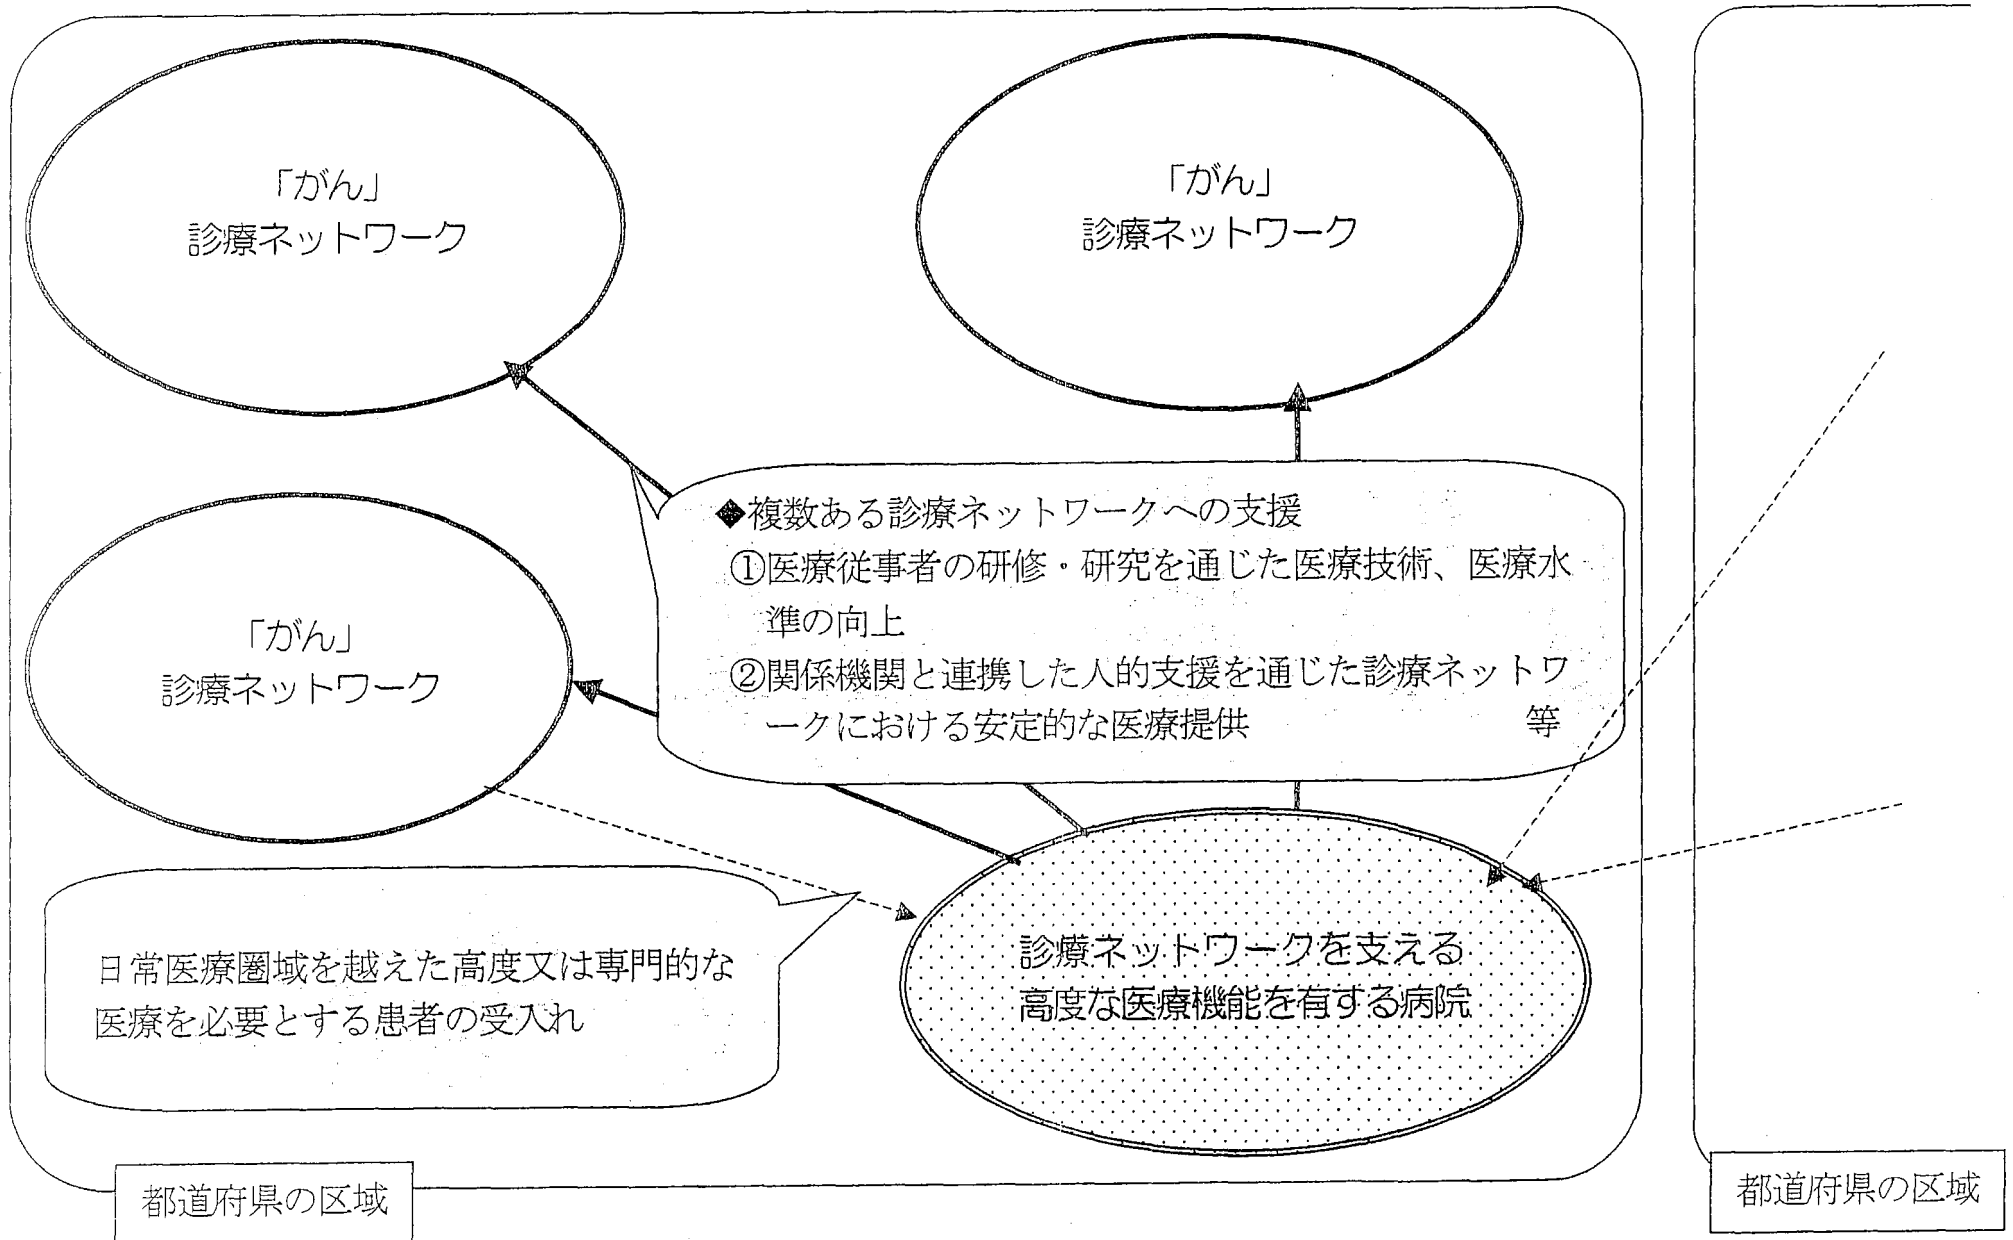 「がん」
診療ネットワーク
「がん」
診療ネットワーク
「がん」
診療ネットワーク
◆複数ある診療ネットワークへの支援
①医療従事者の研修・研究を通じた医療技術、医療水
準の向上
②関係機関と連携した人的支援を通じた診療ネットワ
ークにおける安定的な医療提供 等
日常医療圏域を越えた高度又は専門的な
医療を必要とする患者の受入れ
診療ネットワークを支える
高度な医療機能を有する病院
都道府県の区域
都道府県の区域